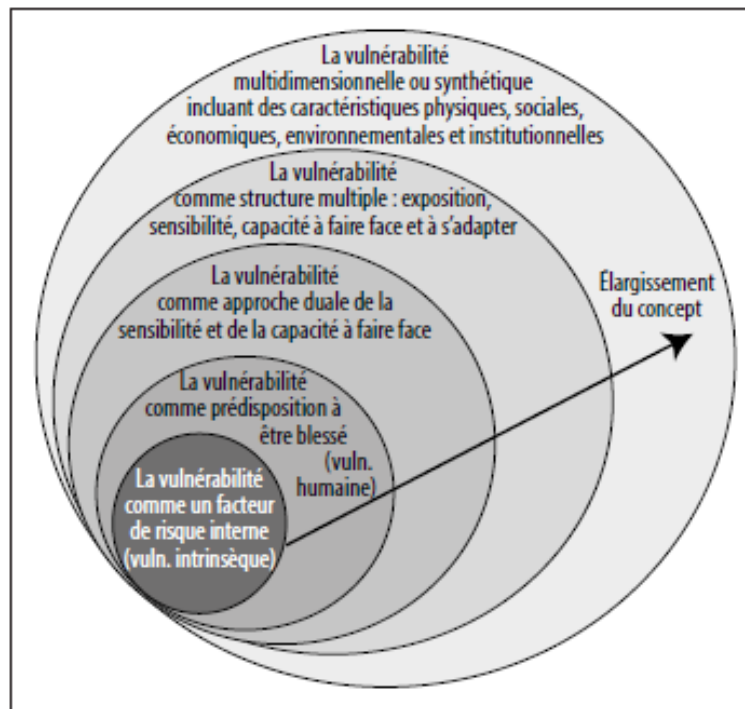 La vulnérabilité
multidimensionnelle ou synthétique
incluant des caractéristiques physiques, sociales,
économiques, environnementales et institutionnelles
La vulnérabilité
comme structure multiple : exposition,
sensibilité, capacité à faire face et à s'adapter
La vulnérabilité
comme approche duale de la
sensibilité et de la capacité à faire face
La vulnérabilité
comme prédisposition à
être blessé
(vuln.
humaine)
La vulnérabilité
comme un facteur
de risque interne
(vuln. intrinsèque)
Élargissement
du concept